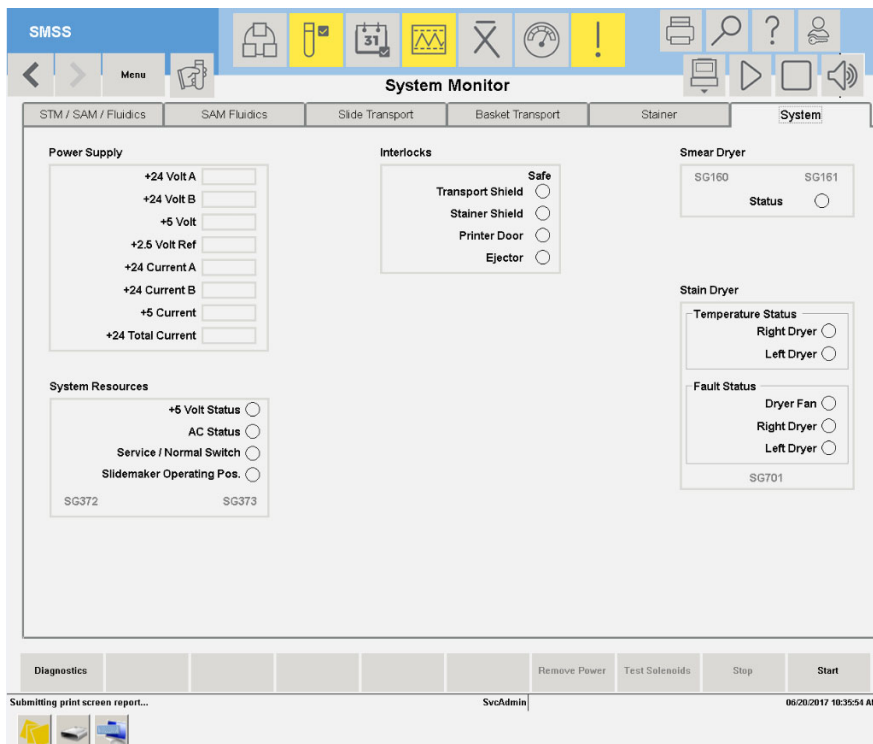 SMSS
31
Menu
System Monitor
STM / SAM / Fluidics
SAM Fluidics
Slide Transport
Basket Transport
Stainer
System
Power Supply
+24 Volt A
+24 Volt B
+5 Volt
+2.5 Volt Ref
+24 Current A
+24 Current B
+5 Current
+24 Total Current
System Resources
+5 Volt Status
AC Status
Service / Normal Switch
Slidemaker Operating Pos.
SG372 SG373
Interlocks
Safe
Transport Shield
Stainer Shield
Printer Door
Ejector
Smear Dryer
SG160 SG161
Status
Stain Dryer
Temperature Status
Right Dryer
Left Dryer
Fault Status
Dryer Fan
Right Dryer
Left Dryer
SG701
Diagnostics
Remove Power
Test Solenoids
Stop
Start
Submitting print screen report...
SvcAdmin
06/20/2017 10:35:54